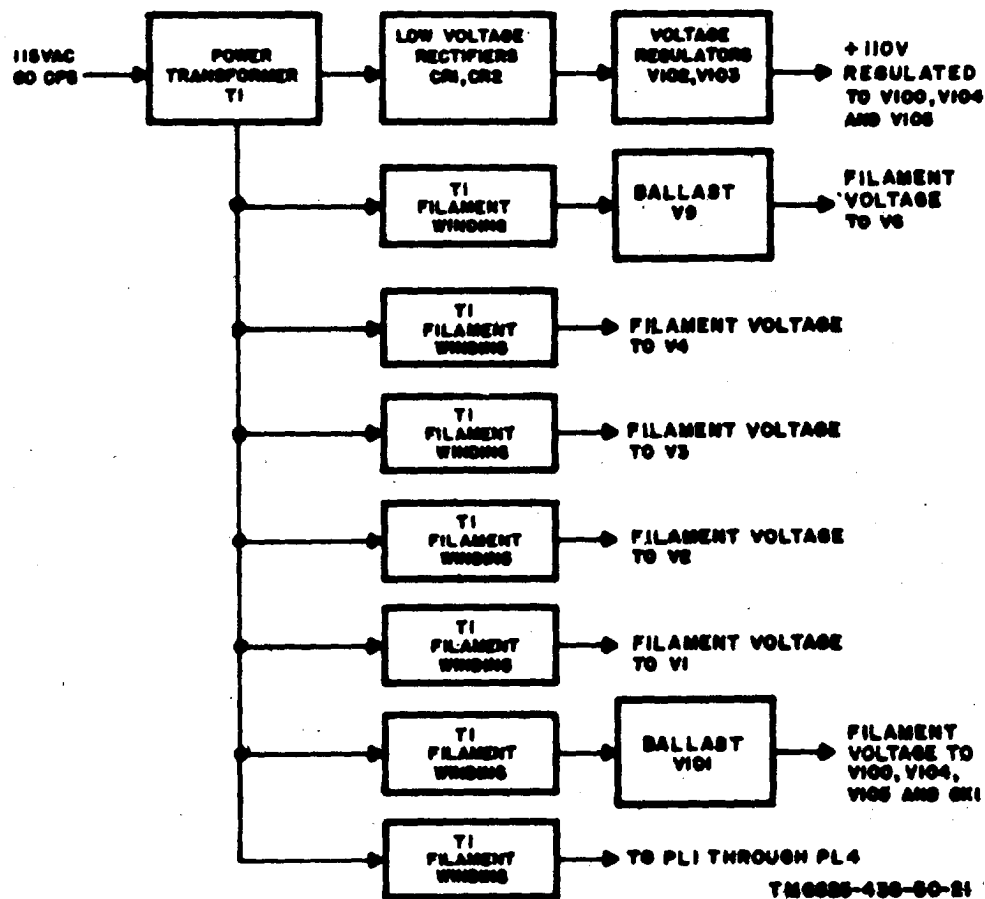 115VAC
60 CPS
POWER
TRANSFORMER
T1
LOW VOLTAGE
RECTIFIERS
CR1, CR2
VOLTAGE
REGULATORS
V102, V103
+110V
REGULATED
TO V100, V104
AND V105
T1
FILAMENT
WINDING
BALLAST
V9
FILAMENT
VOLTAGE
TO V6
T1
FILAMENT
WINDING
FILAMENT VOLTAGE
TO V4
T1
FILAMENT
WINDING
FILAMENT VOLTAGE
TO V3
T1
FILAMENT
WINDING
FILAMENT VOLTAGE
TO V2
T1
FILAMENT
WINDING
FILAMENT VOLTAGE
TO V1
T1
FILAMENT
WINDING
BALLAST
V101
FILAMENT
VOLTAGE TO
V100, V104,
V105 AND
T1
FILAMENT
WINDING
TO PL1 THROUGH PL4